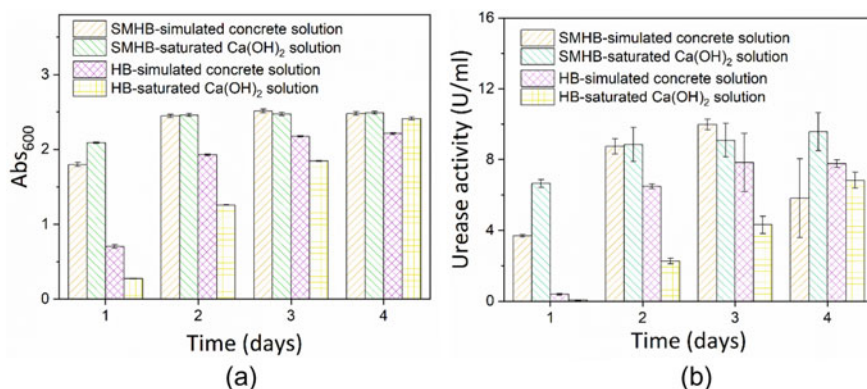 (a)
SMHB-simulated concrete solution
SMHB-saturated Ca(OH)₂ solution
HB-simulated concrete solution
HB-saturated Ca(OH)₂ solution
3
2
1
0
Abs₆₀₀
1 2 3 4
Time (days)
(a)
(b)
SMHB-simulated concrete solution
SMHB-saturated Ca(OH)₂ solution
HB-simulated concrete solution
HB-saturated Ca(OH)₂ solution
16
12
8
4
0
Urease activity (U/ml)
1 2 3 4
Time (days)
(b)